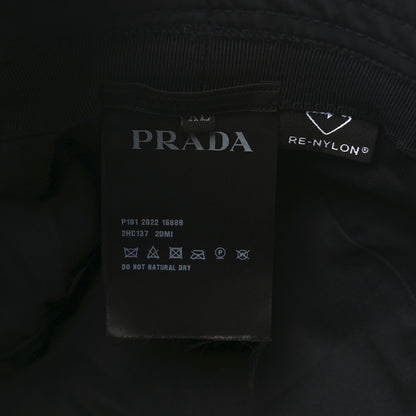 XL
PRADA
RE-NYLON®
P101 2022 16889
2HC137 2DMI
P
DO NOT NATURAL DRY